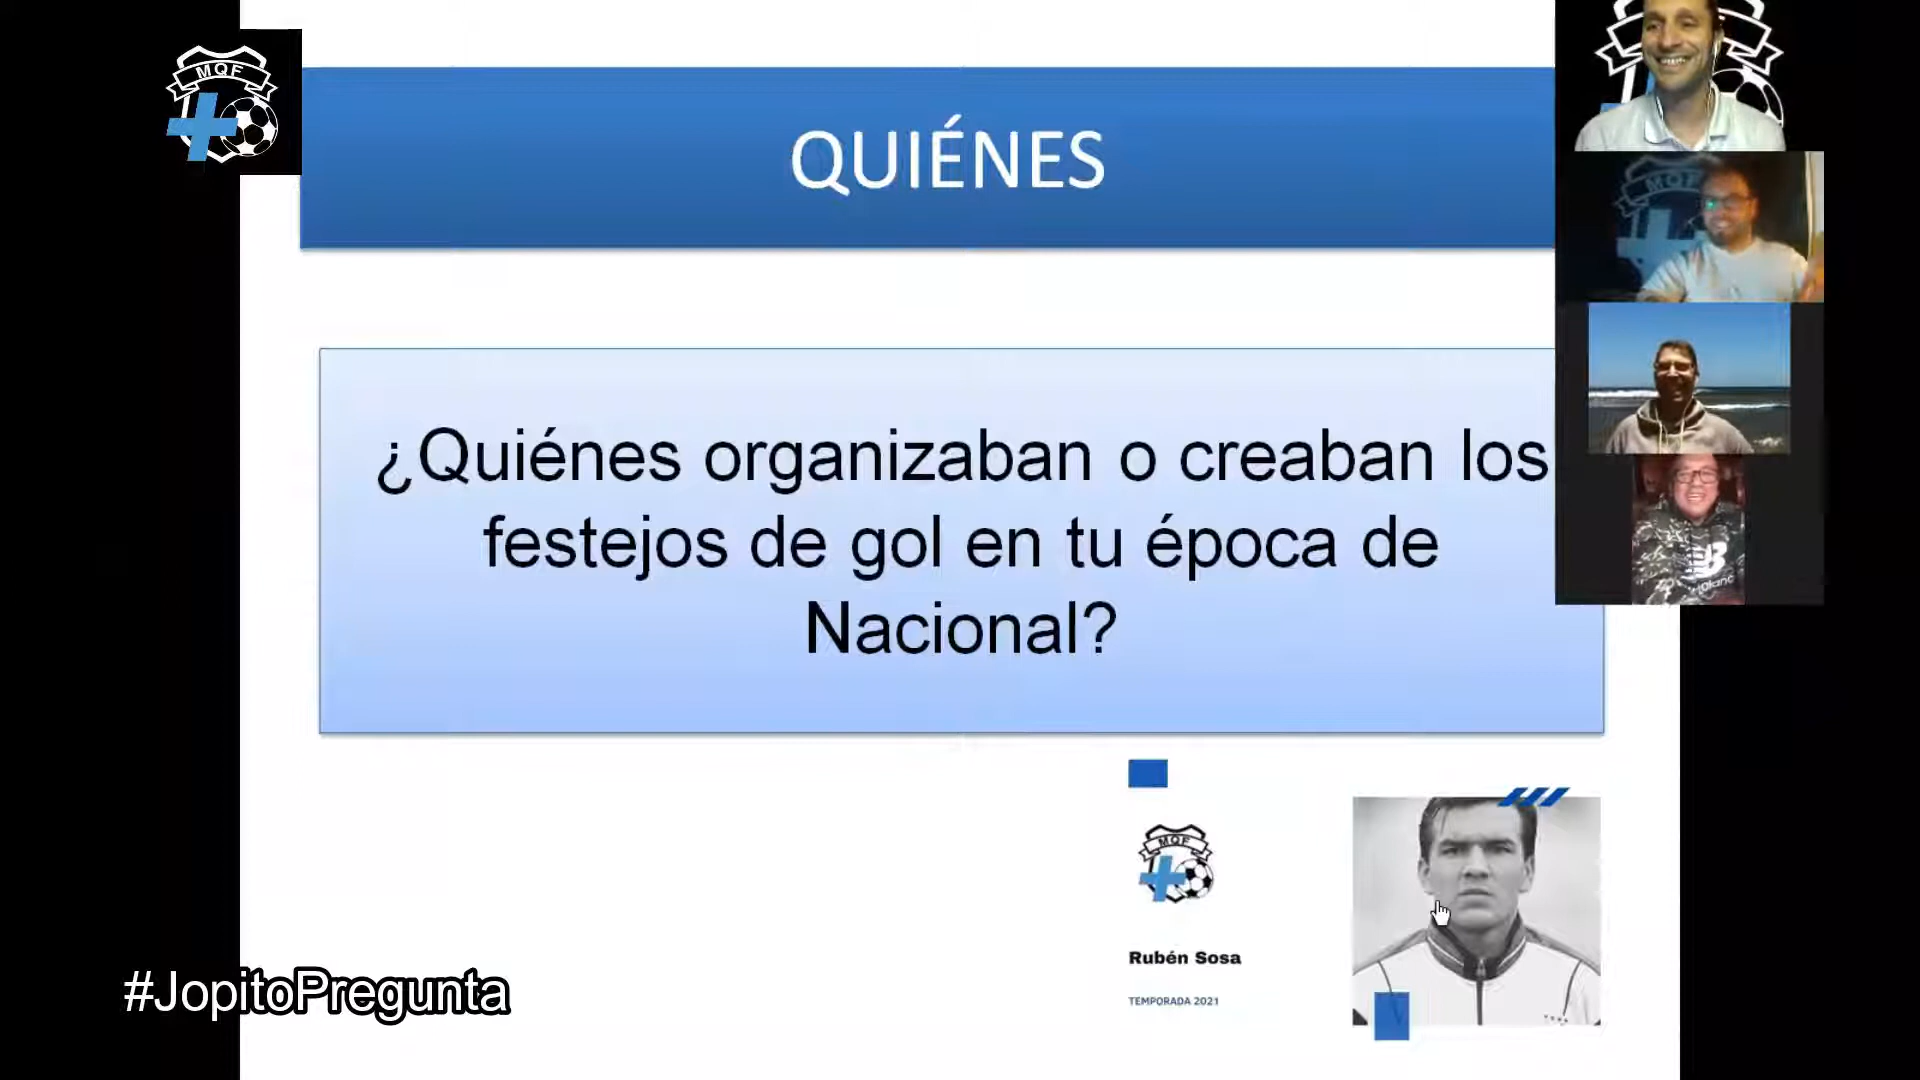 MQF
QUIÉNES
¿Quiénes organizaban o creaban los
festejos de gol en tu época de
Nacional?
MQF
Rubén Sosa
TEMPORADA 2021
#JopitoPregunta